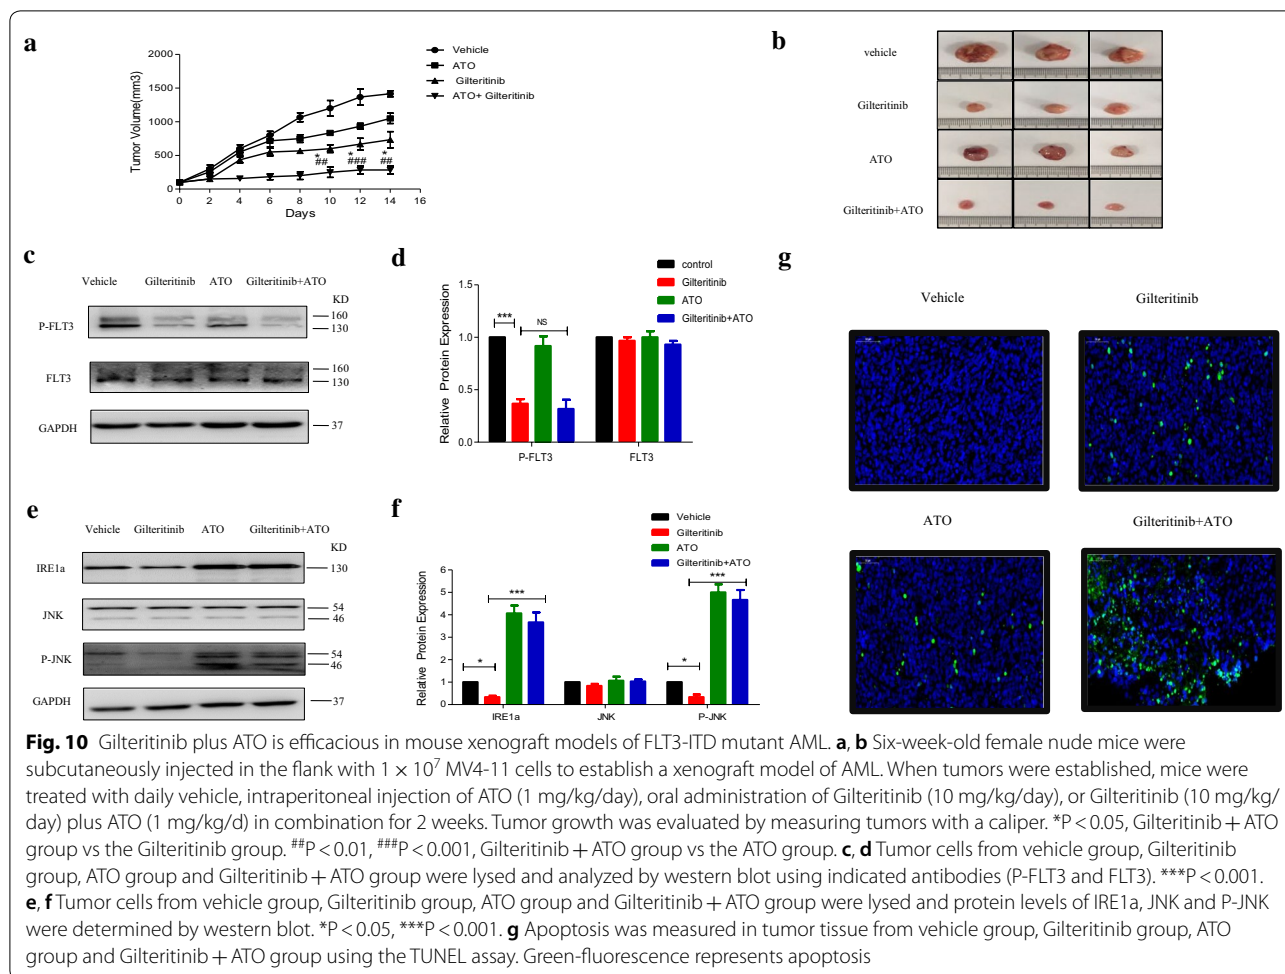 a
2000
1500
1000
500
0
Tumor Volume(mm3)
0 2 4 6 8 10 12 14 16
Days
Vehicle
ATO
Gilteritinib
ATO+ Gilteritinib
*
##
*
###
*
##
b
vehicle
Gilteritinib
ATO
Gilteritinib+ATO
c
Vehicle Gilteritinib ATO Gilteritinib+ATO
KD
P-FLT3
160
130
FLT3
160
130
GAPDH
37
d
control
Gilteritinib
ATO
Gilteritinib+ATO
Relative Protein Expression
1.5
1.0
0.5
0.0
***
NS
P-FLT3 FLT3
e
Vehicle Gilteritinib ATO Gilteritinib+ATO
KD
IRE1a
130
JNK
54
46
P-JNK
54
46
GAPDH
37
f
Vehicle
Gilteritinib
ATO
Gilteritinib+ATO
Relative Protein Expression
6
5
4
3
2
1
0
*
***
*
***
IRE1a JNK P-JNK
g
Vehicle Gilteritinib
ATO Gilteritinib+ATO
Fig. 10 Gilteritinib plus ATO is efficacious in mouse xenograft models of FLT3-ITD mutant AML. a, b Six-week-old female nude mice were
subcutaneously injected in the flank with 1 × 10⁷ MV4-11 cells to establish a xenograft model of AML. When tumors were established, mice were
treated with daily vehicle, intraperitoneal injection of ATO (1 mg/kg/day), oral administration of Gilteritinib (10 mg/kg/day), or Gilteritinib (10 mg/kg/
day) plus ATO (1 mg/kg/d) in combination for 2 weeks. Tumor growth was evaluated by measuring tumors with a caliper. *P < 0.05, Gilteritinib + ATO
group vs the Gilteritinib group. ##P < 0.01, ###P < 0.001, Gilteritinib + ATO group vs the ATO group. c, d Tumor cells from vehicle group, Gilteritinib
group, ATO group and Gilteritinib + ATO group were lysed and analyzed by western blot using indicated antibodies (P-FLT3 and FLT3). ***P < 0.001.
e, f Tumor cells from vehicle group, Gilteritinib group, ATO group and Gilteritinib + ATO group were lysed and protein levels of IRE1a, JNK and P-JNK
were determined by western blot. *P < 0.05, ***P < 0.001. g Apoptosis was measured in tumor tissue from vehicle group, Gilteritinib group, ATO
group and Gilteritinib + ATO group using the TUNEL assay. Green-fluorescence represents apoptosis